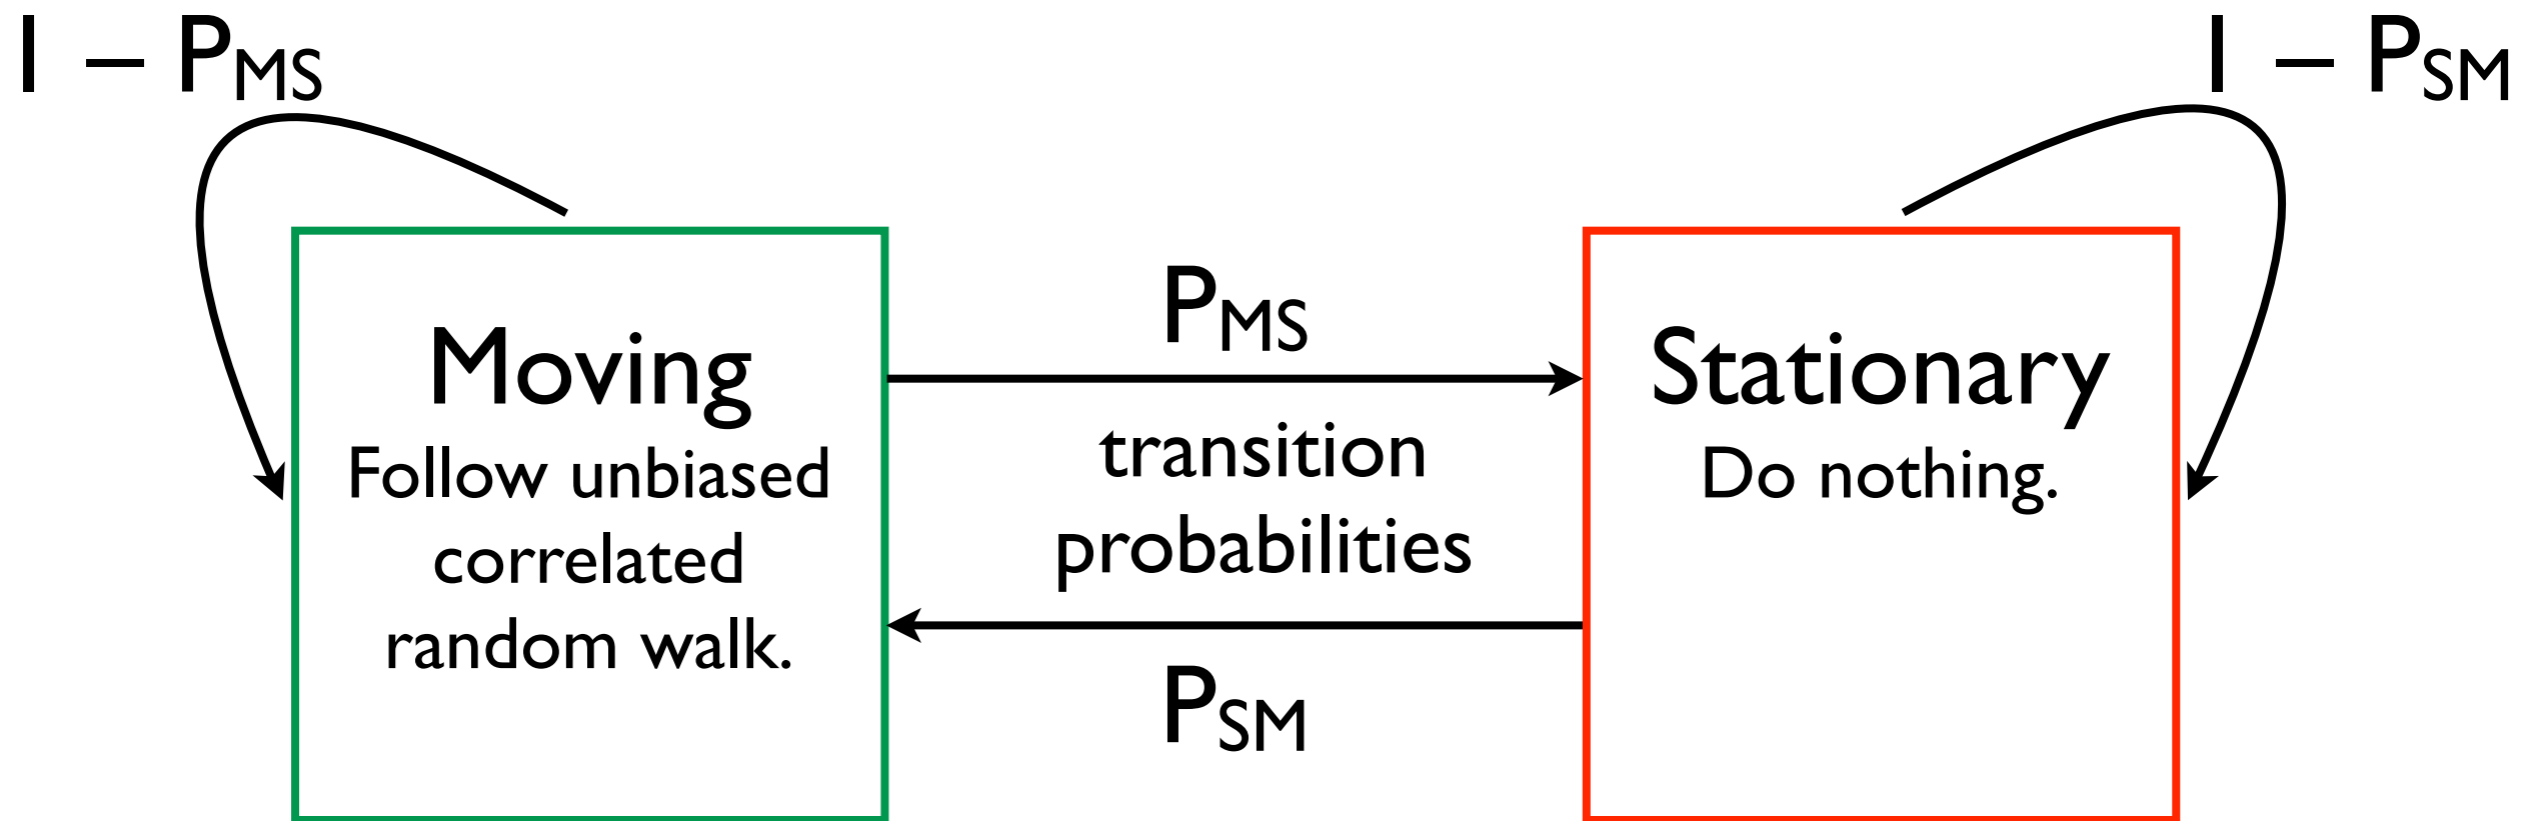 1 – PMS
1 – PSM
PMS
Moving
Stationary
Follow unbiased
correlated
random walk.
transition
probabilities
Do nothing.
PSM